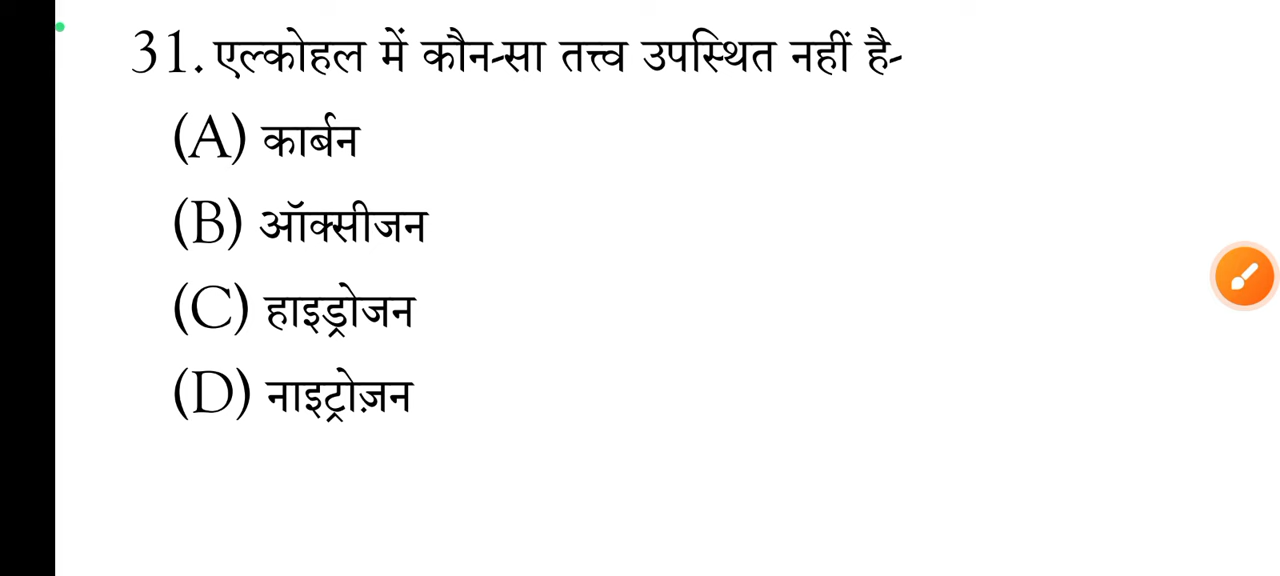 31. एल्कोहल में कौन-सा तत्त्व उपस्थित नहीं है-
(A) कार्बन
(B) ऑक्सीजन
(C) हाइड्रोजन
(D) नाइट्रोज़न